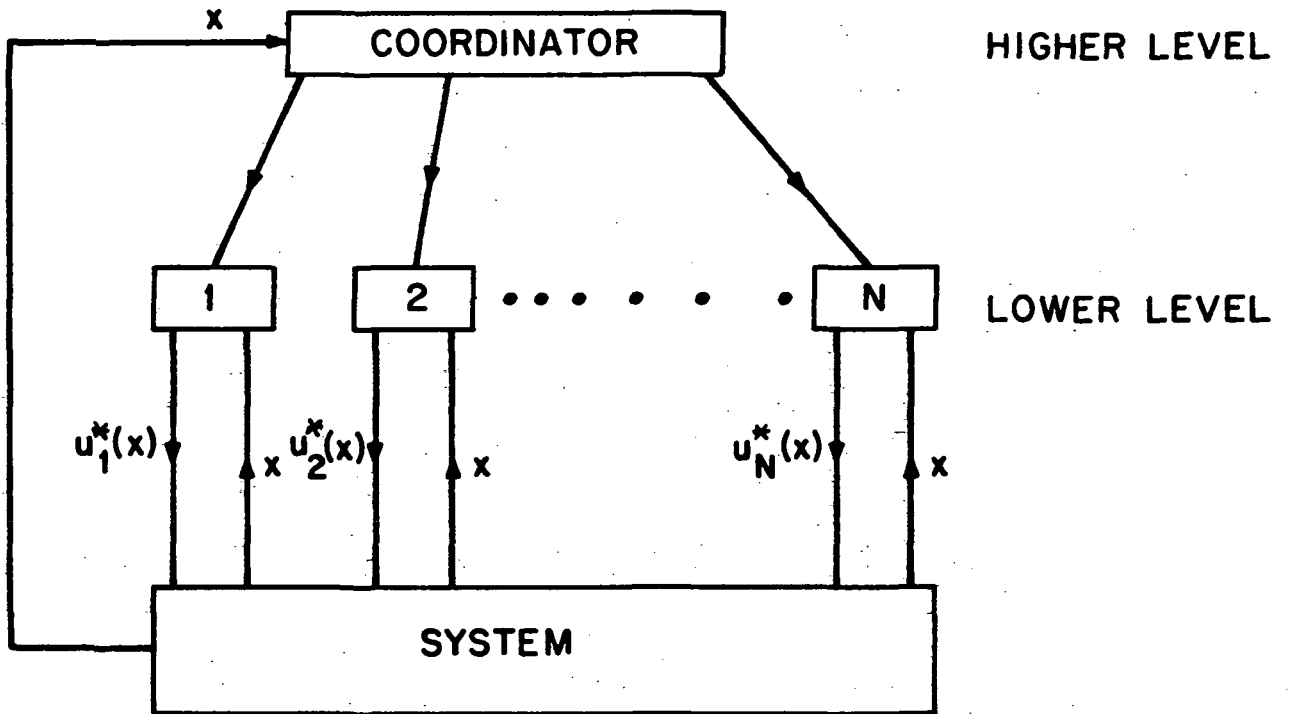 x
COORDINATOR
HIGHER LEVEL
1
2
N
LOWER LEVEL
u₁*(x)
x
u₂*(x)
x
u_N*(x)
x
SYSTEM